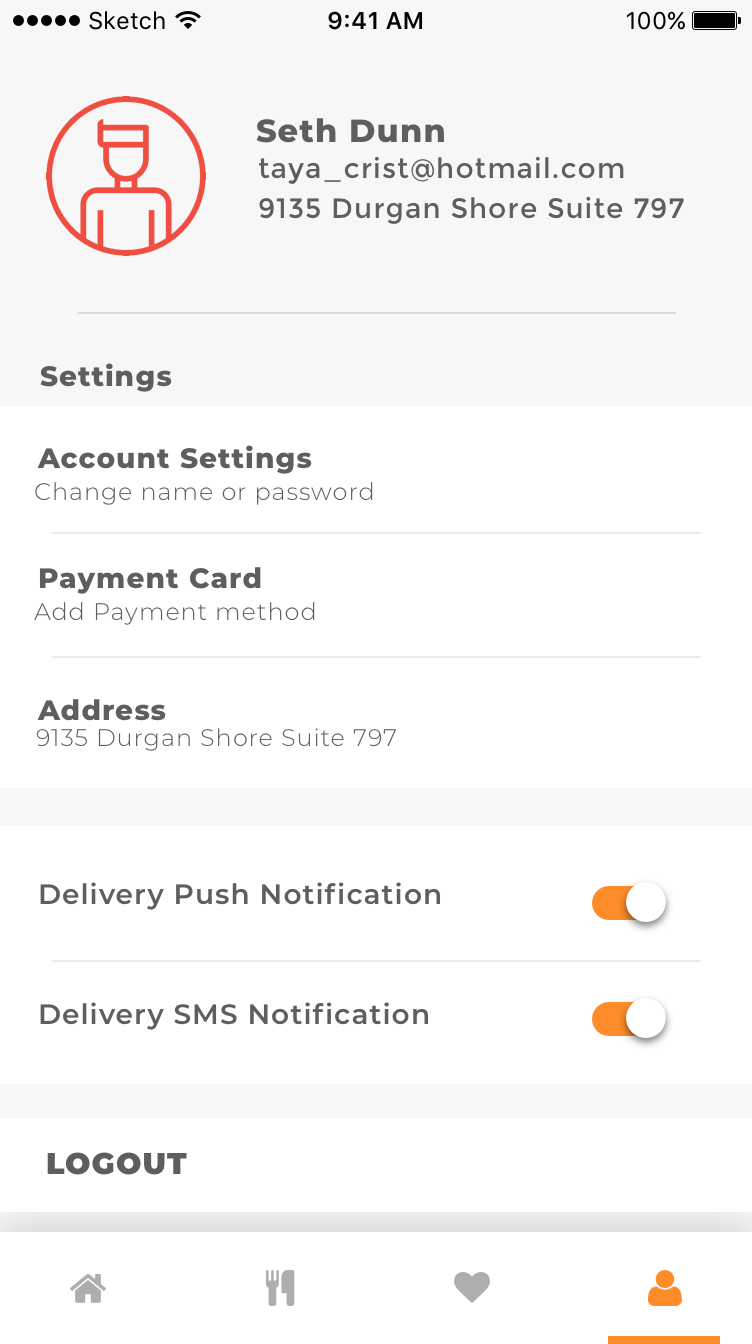 Sketch 9:41 AM 100%
Seth Dunn
taya_crist@hotmail.com
9135 Durgan Shore Suite 797
Settings
Account Settings
Change name or password
Payment Card
Add Payment method
Address
9135 Durgan Shore Suite 797
Delivery Push Notification
Delivery SMS Notification
LOGOUT